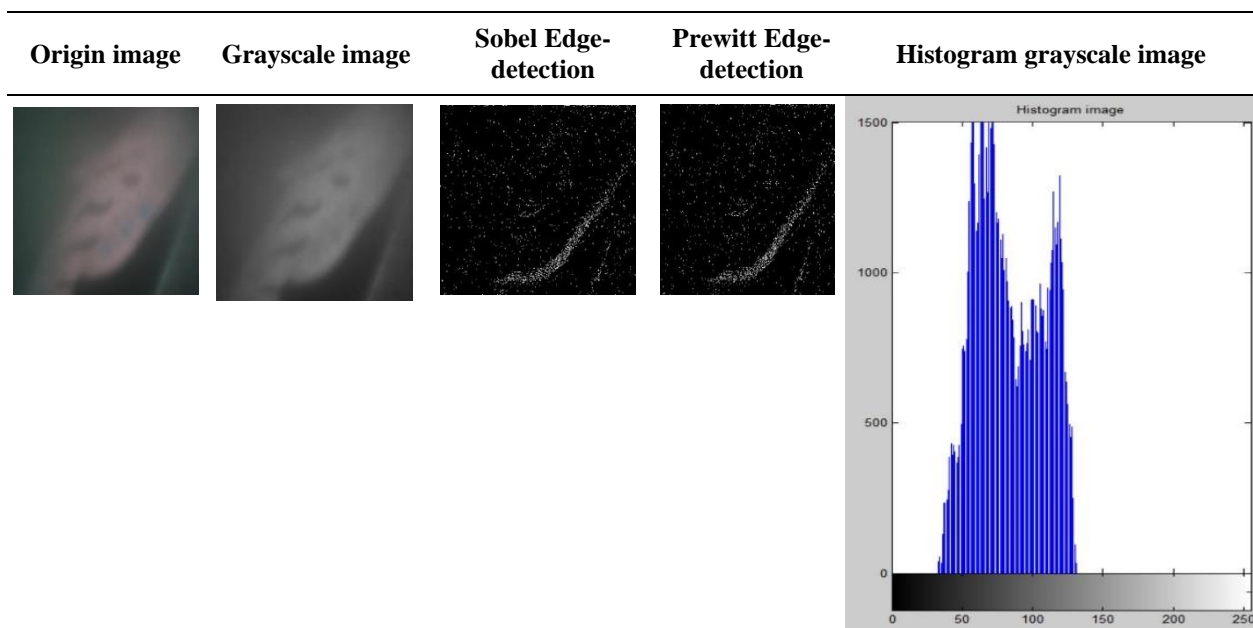 Origin image
Grayscale image
Sobel Edge-
detection
Prewitt Edge-
detection
Histogram grayscale image
Histogram image
1500
1000
500
0
0 50 100 150 200 250